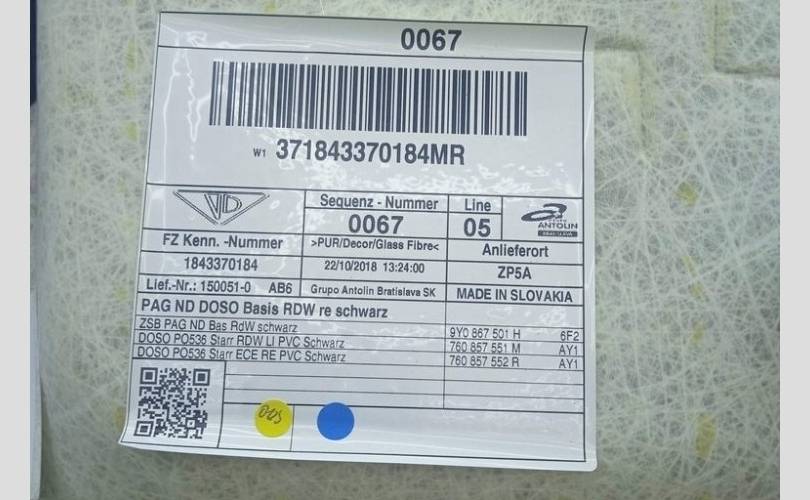 0067
W1 371843370184MR
Sequenz - Nummer
Line
0067
05
ANTOLIN
FZ Kenn. -Nummer
>PUR/Decor/Glass Fibre<
Anlieferort
1843370184
22/10/2018 13:24:00
ZP5A
Lief.-Nr.: 150051-0 AB6
Grupo Antolin Bratislava SK
MADE IN SLOVAKIA
PAG ND DOSO Basis RDW re schwarz
ZSB PAG ND Bas RdW schwarz 9Y0 867 501 H 6F2
DOSO PO536 Starr RDW LI PVC Schwarz 760 857 551 M AY1
DOSO PO536 Starr ECE RE PVC Schwarz 760 857 552 R AY1